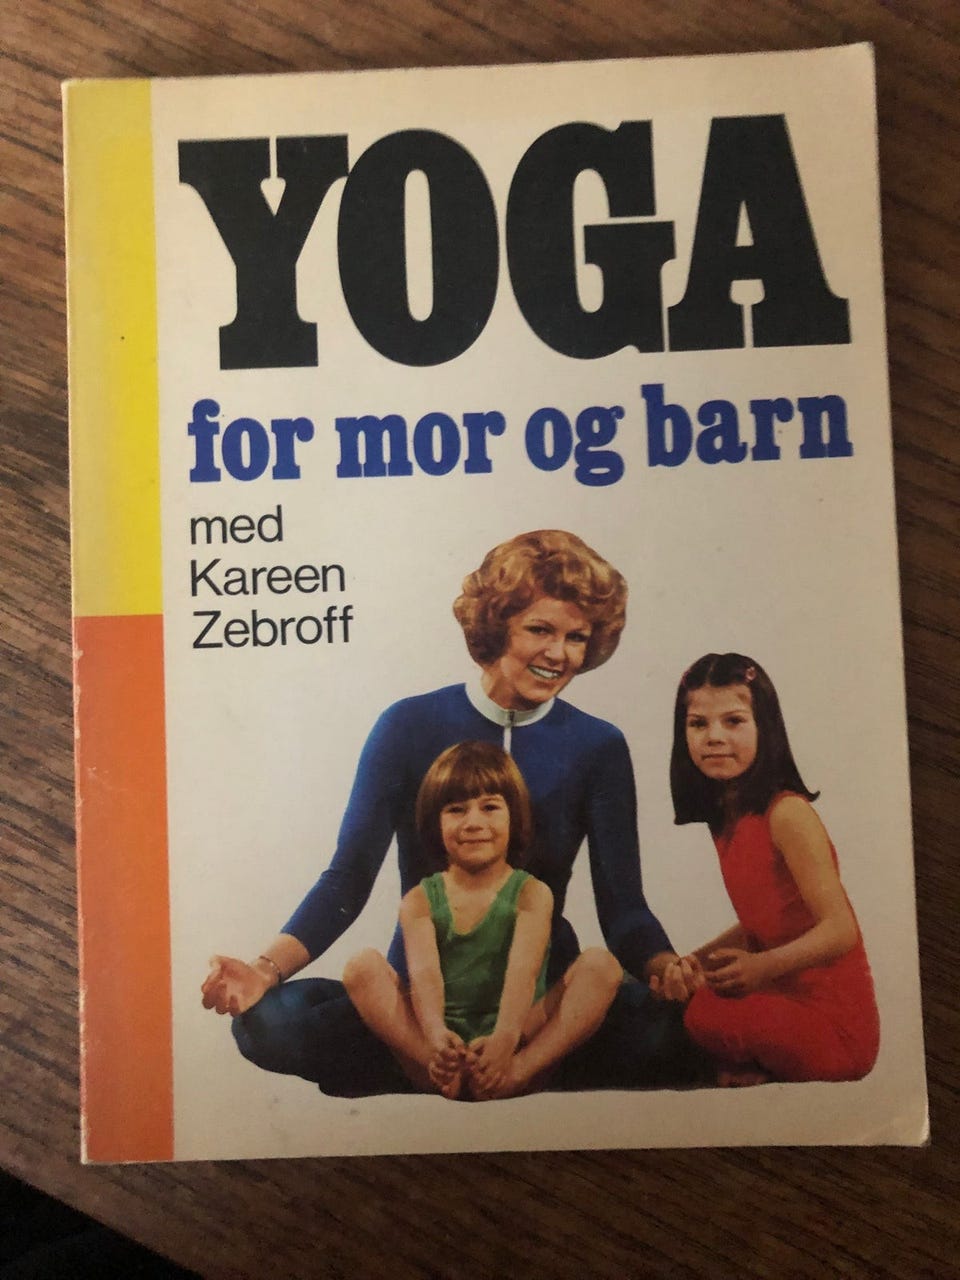 YOGA
for mor og barn
med
Kareen
Zebroff